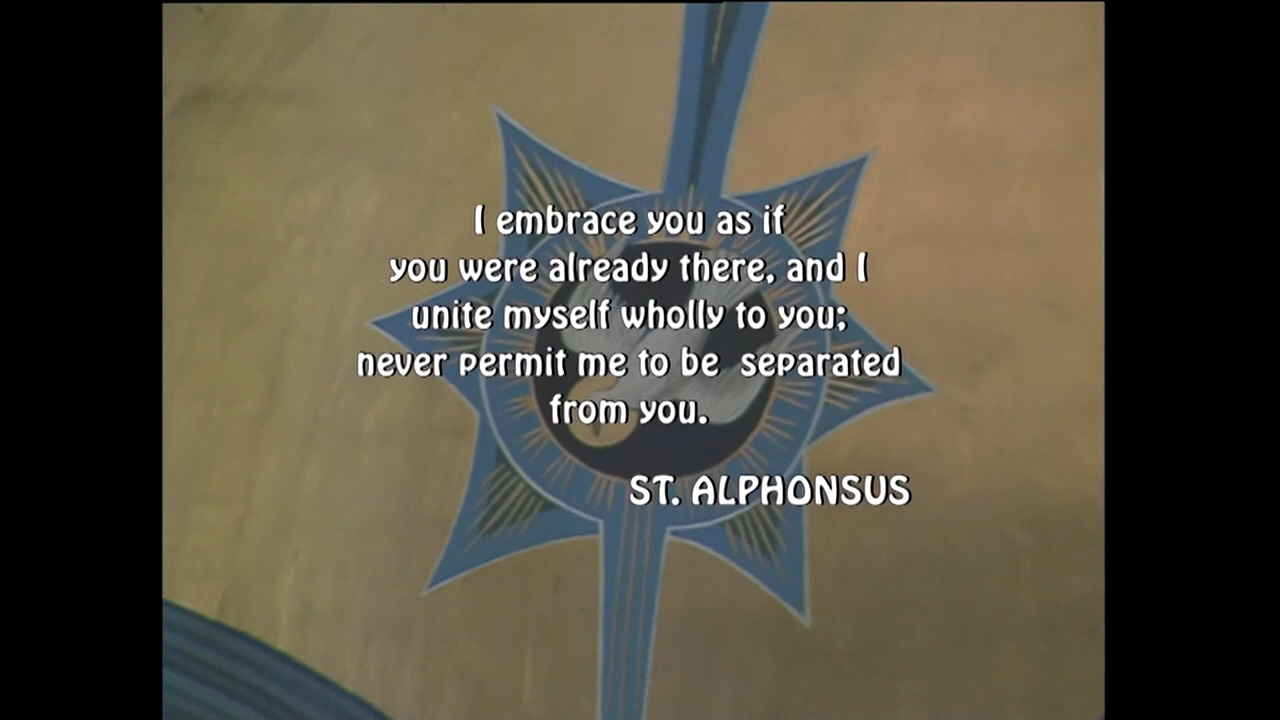 I embrace you as if
you were already there, and I
unite myself wholly to you;
never permit me to be  separated
from you.
ST. ALPHONSUS